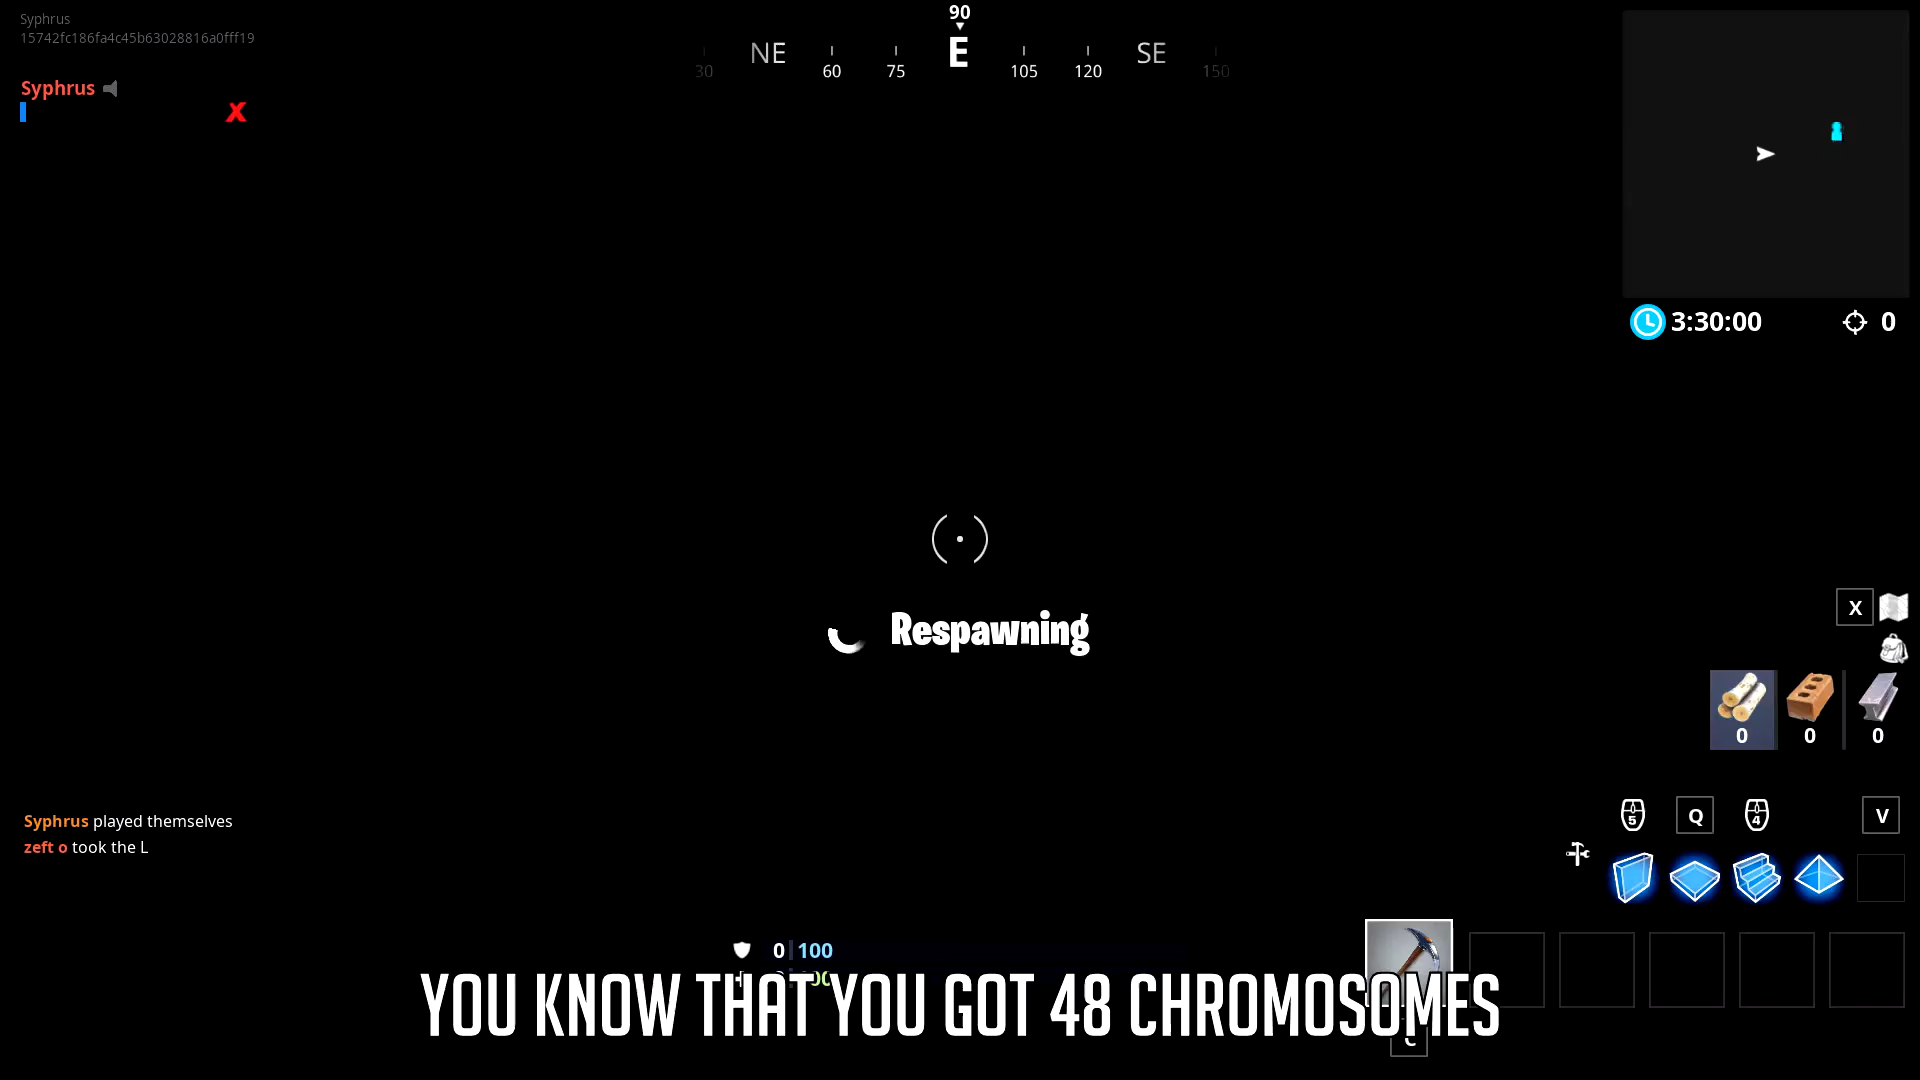 Syphrus
15742fc186fa4c45b63028816a0fff19
Syphrus
X
90
30 NE 60 75 E 105 120 SE 150
3:30:00 0
Respawning
X
0 0 0
5 Q 4 V
Syphrus played themselves
zeft o took the L
0 100
YOU KNOW THAT YOU GOT 48 CHROMOSOMES
C